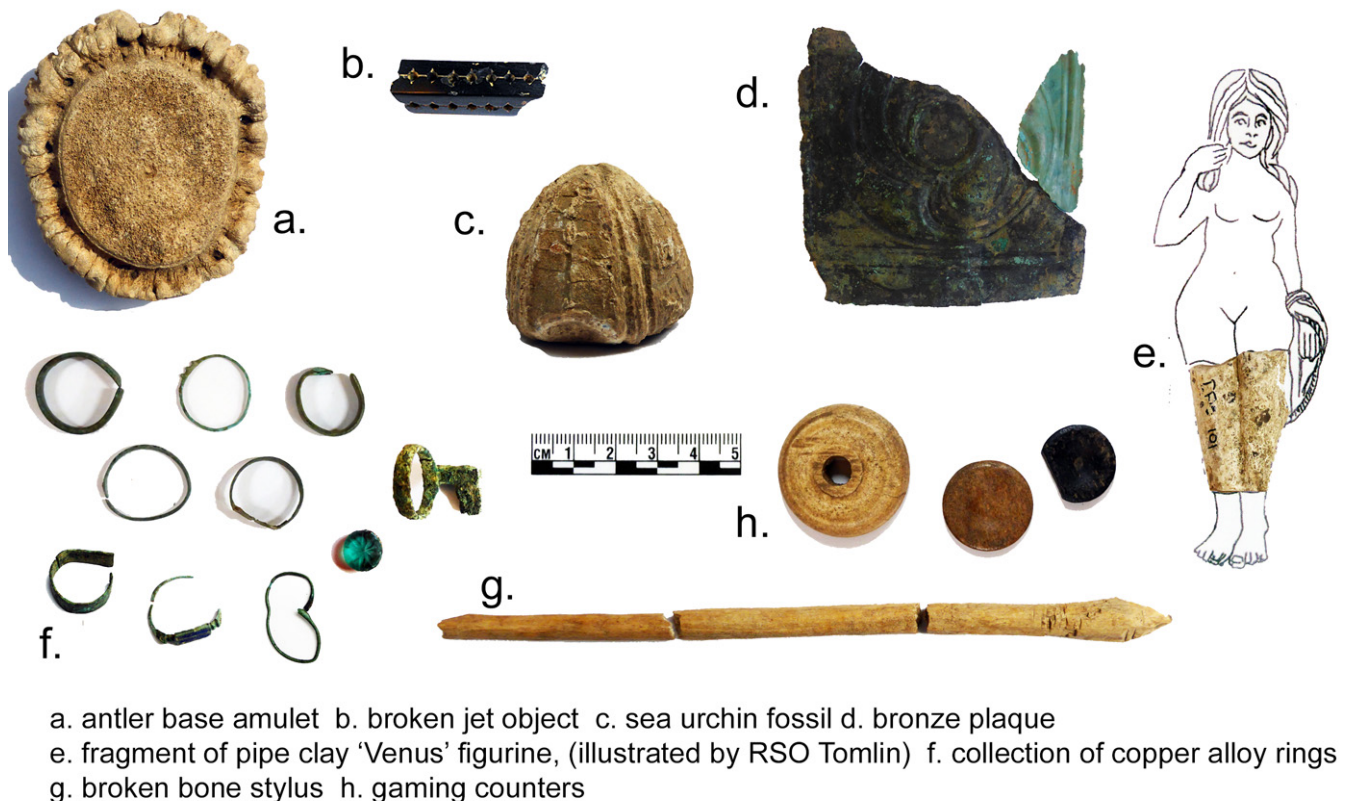 a.
b.
c.
d.
e.
f.
g.
h.
CM 1 2 3 4 5
101
a. antler base amulet b. broken jet object c. sea urchin fossil d. bronze plaque
e. fragment of pipe clay ‘Venus’ figurine, (illustrated by RSO Tomlin) f. collection of copper alloy rings
g. broken bone stylus h. gaming counters